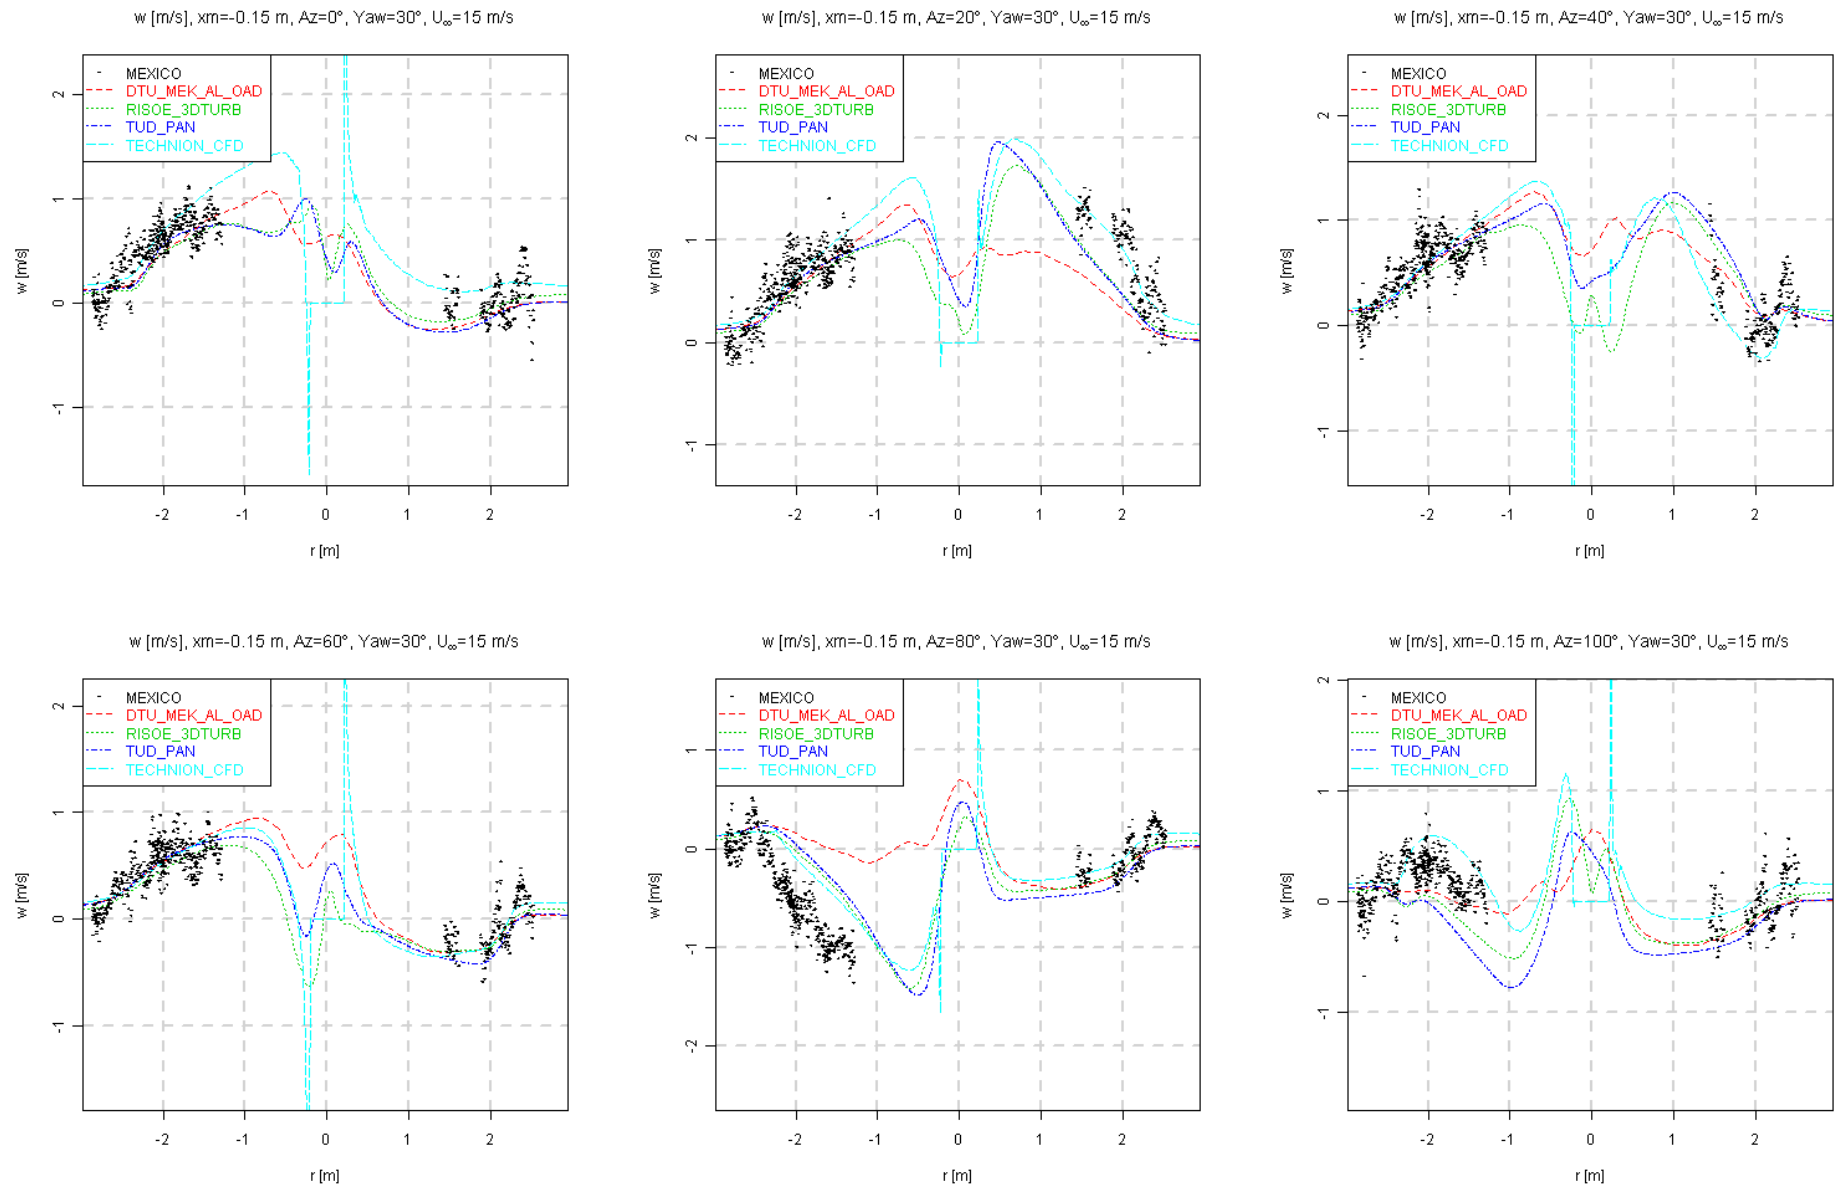 w [m/s], xm=-0.15 m, Az=0°, Yaw=30°, U∞=15 m/s
MEXICO
DTU_MEK_AL_OAD
RISOE_3DTURB
TUD_PAN
TECHNION_CFD
w [m/s]
2
1
0
-1
-2 -1 0 1 2
r [m]
w [m/s], xm=-0.15 m, Az=20°, Yaw=30°, U∞=15 m/s
MEXICO
DTU_MEK_AL_OAD
RISOE_3DTURB
TUD_PAN
TECHNION_CFD
w [m/s]
2
1
0
-1
-2 -1 0 1 2
r [m]
w [m/s], xm=-0.15 m, Az=40°, Yaw=30°, U∞=15 m/s
MEXICO
DTU_MEK_AL_OAD
RISOE_3DTURB
TUD_PAN
TECHNION_CFD
w [m/s]
2
1
0
-1
-2 -1 0 1 2
r [m]
w [m/s], xm=-0.15 m, Az=60°, Yaw=30°, U∞=15 m/s
MEXICO
DTU_MEK_AL_OAD
RISOE_3DTURB
TUD_PAN
TECHNION_CFD
w [m/s]
2
1
0
-1
-2 -1 0 1 2
r [m]
w [m/s], xm=-0.15 m, Az=80°, Yaw=30°, U∞=15 m/s
MEXICO
DTU_MEK_AL_OAD
RISOE_3DTURB
TUD_PAN
TECHNION_CFD
w [m/s]
1
0
-1
-2
-2 -1 0 1 2
r [m]
w [m/s], xm=-0.15 m, Az=100°, Yaw=30°, U∞=15 m/s
MEXICO
DTU_MEK_AL_OAD
RISOE_3DTURB
TUD_PAN
TECHNION_CFD
w [m/s]
2
1
0
-1
-2 -1 0 1 2
r [m]